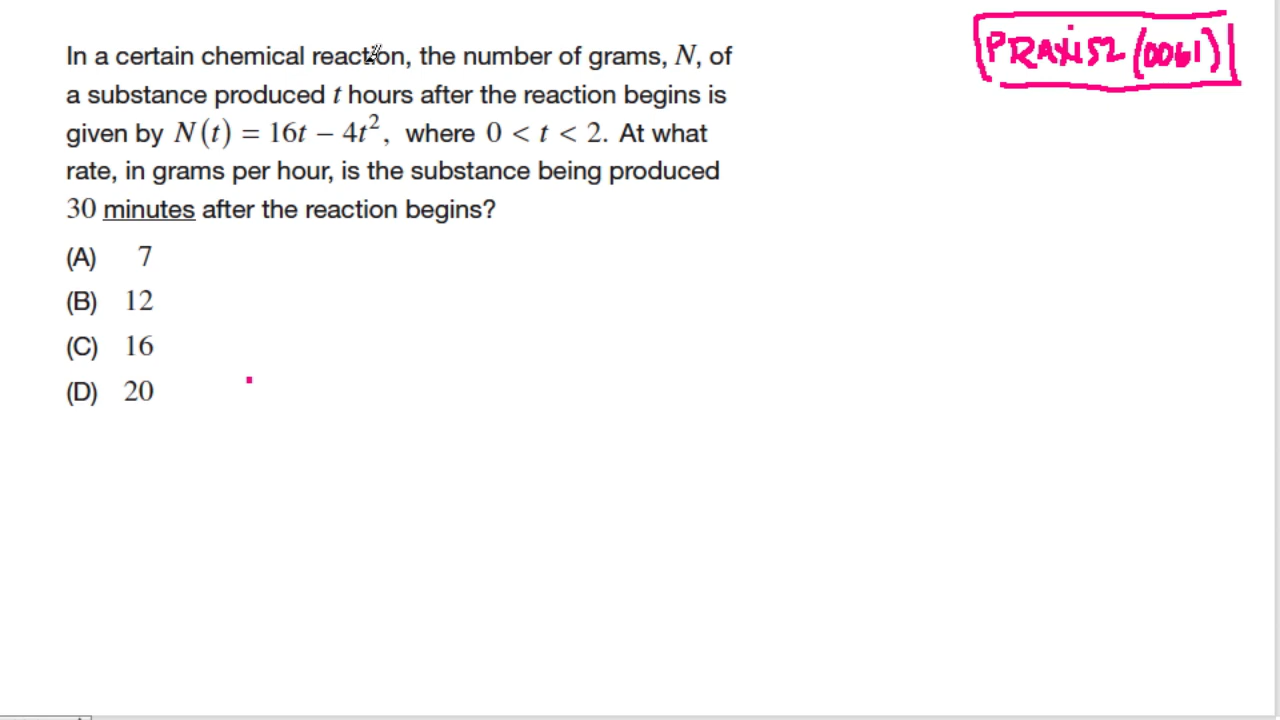 PRAXIS2 (0061)
In a certain chemical reaction, the number of grams, N, of
a substance produced t hours after the reaction begins is
given by N(t) = 16t − 4t², where 0 < t < 2. At what
rate, in grams per hour, is the substance being produced
30 minutes after the reaction begins?
(A) 7
(B) 12
(C) 16
(D) 20